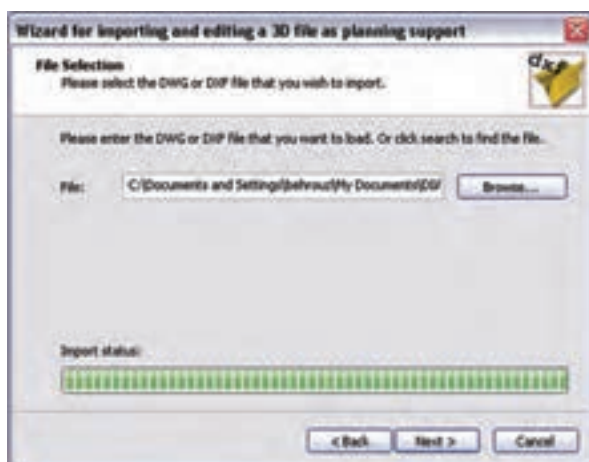 Wizard for importing and editing a 3D file as planning support
File Selection
Please select the DWG or DXF file that you wish to import.
dxf
Please enter the DWG or DXF file that you want to load. Or click search to find the file.
File:
C:\Documents and Settings\behrouz\My Documents\DXF
Browse...
Import status:
< Back
Next >
Cancel